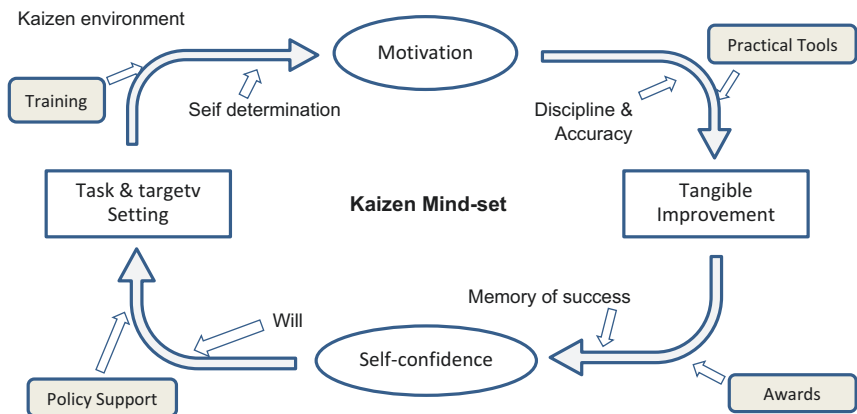 Kaizen environment
Motivation
Practical Tools
Training
Seif determination
Discipline &
Accuracy
Task & targetv
Setting
Kaizen Mind-set
Tangible
Improvement
Memory of success
Will
Self-confidence
Policy Support
Awards